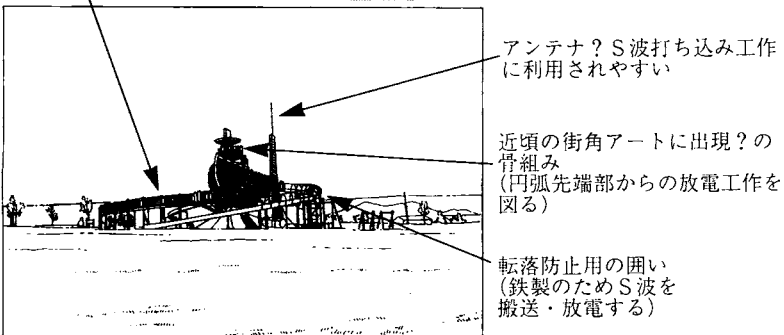 アンテナ？Ｓ波打ち込み工作
に利用されやすい
近頃の街角アートに出現？の
骨組み
(円弧先端部からの放電工作を
図る)
転落防止用の囲い
(鉄製のためＳ波を
搬送・放電する)